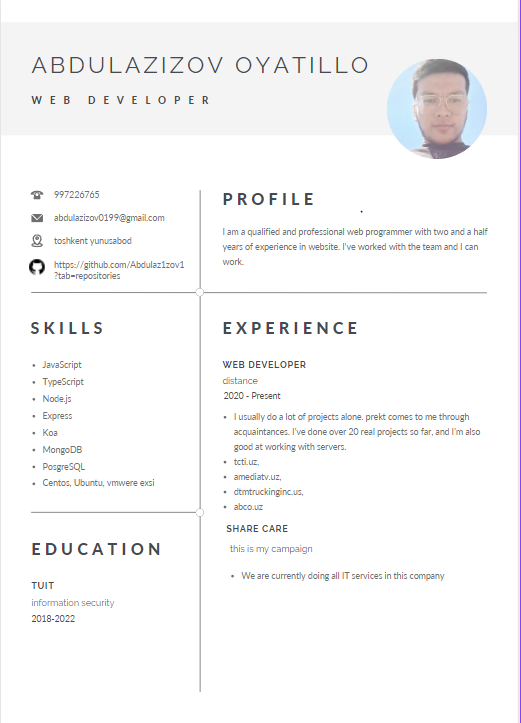 ABDULAZIZOV OYATILLO
WEB DEVELOPER
997226765
abdulazizov0199@gmail.com
toshkent yunusabod
https://github.com/Abdulaz1zov1
?tab=repositories
PROFILE
I am a qualified and professional web programmer with two and a half
years of experience in website. I've worked with the team and I can
work.
SKILLS
• JavaScript
• TypeScript
• Node.js
• Express
• Koa
• MongoDB
• PosgreSQL
• Centos, Ubuntu, vmwere exsi
EXPERIENCE
WEB DEVELOPER
distance
2020 - Present
• I usually do a lot of projects alone. prekt comes to me through
acquaintances. I've done over 20 real projects so far, and I'm also
good at working with servers.
• tcti.uz,
• amediatv.uz,
• dtmtruckinginc.us,
• abco.uz
SHARE CARE
this is my campaign
• We are currently doing all IT services in this company
EDUCATION
TUIT
information security
2018-2022